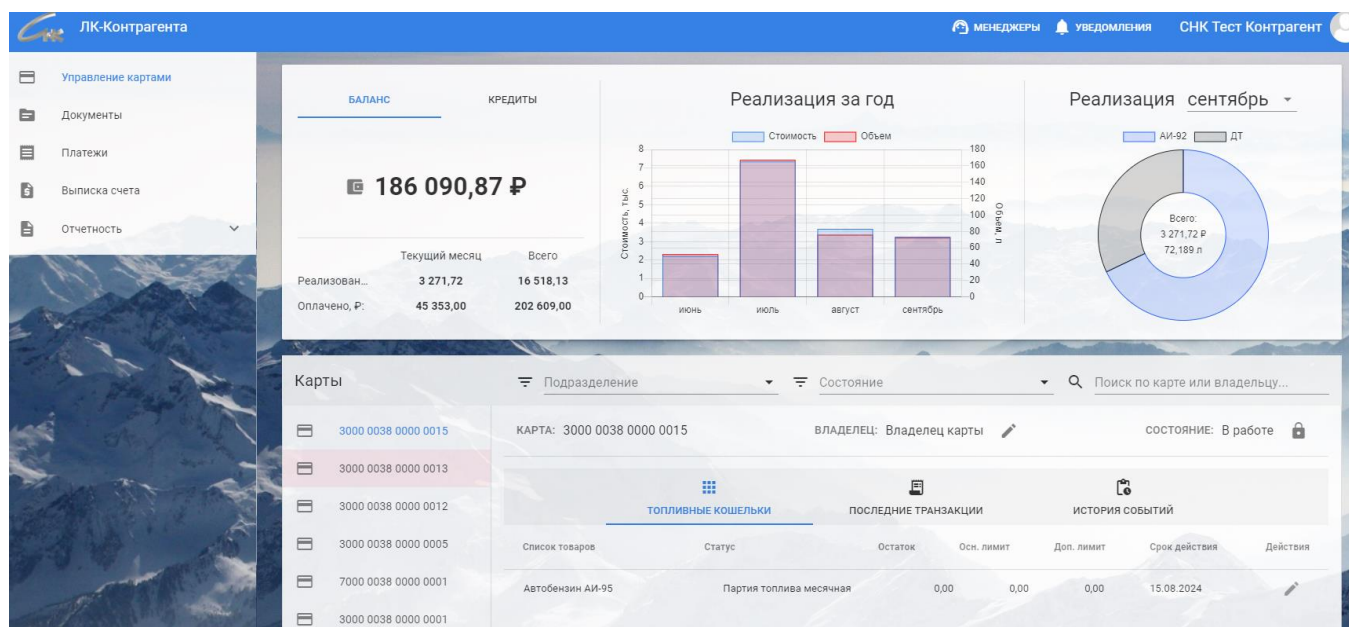 СНК ЛК-Контрагента МЕНЕДЖЕРЫ УВЕДОМЛЕНИЯ СНК Тест Контрагент
Управление картами
Документы
Платежи
Выписка счета
Отчетность
БАЛАНС КРЕДИТЫ
186 090,87 ₽
Текущий месяц Всего
Реализован... 3 271,72 16 518,13
Оплачено, ₽: 45 353,00 202 609,00
Реализация за год
Стоимость Объем
Стоимость, тыс.
8
7
6
5
4
3
2
1
0
180
160
140
120
100
80
60
40
20
0
Объем, л
июнь июль август сентябрь
Реализация сентябрь
АИ-92 ДТ
Всего:
3 271,72 ₽
72,189 л
Карты Подразделение Состояние Поиск по карте или владельцу...
3000 0038 0000 0015
3000 0038 0000 0013
3000 0038 0000 0012
3000 0038 0000 0005
7000 0038 0000 0001
3000 0038 0000 0001
КАРТА: 3000 0038 0000 0015 ВЛАДЕЛЕЦ: Владелец карты СОСТОЯНИЕ: В работе
ТОПЛИВНЫЕ КОШЕЛЬКИ ПОСЛЕДНИЕ ТРАНЗАКЦИИ ИСТОРИЯ СОБЫТИЙ
Список товаров Статус Остаток Осн. лимит Доп. лимит Срок действия Действия
Автобензин АИ-95 Партия топлива месячная 0,00 0,00 0,00 15.08.2024